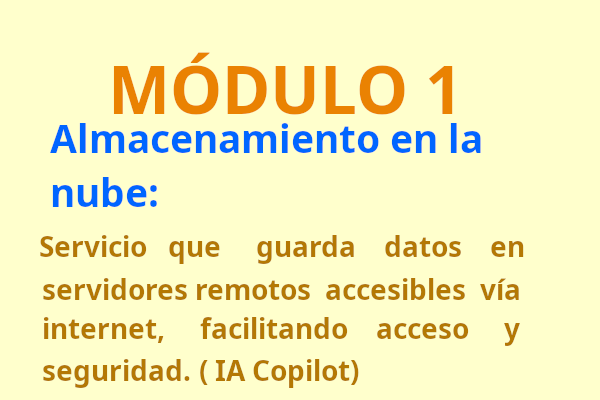 MÓDULO 1
Almacenamiento en la
nube:
Servicio que guarda datos en
servidores remotos accesibles vía
internet, facilitando acceso y
seguridad. ( IA Copilot)